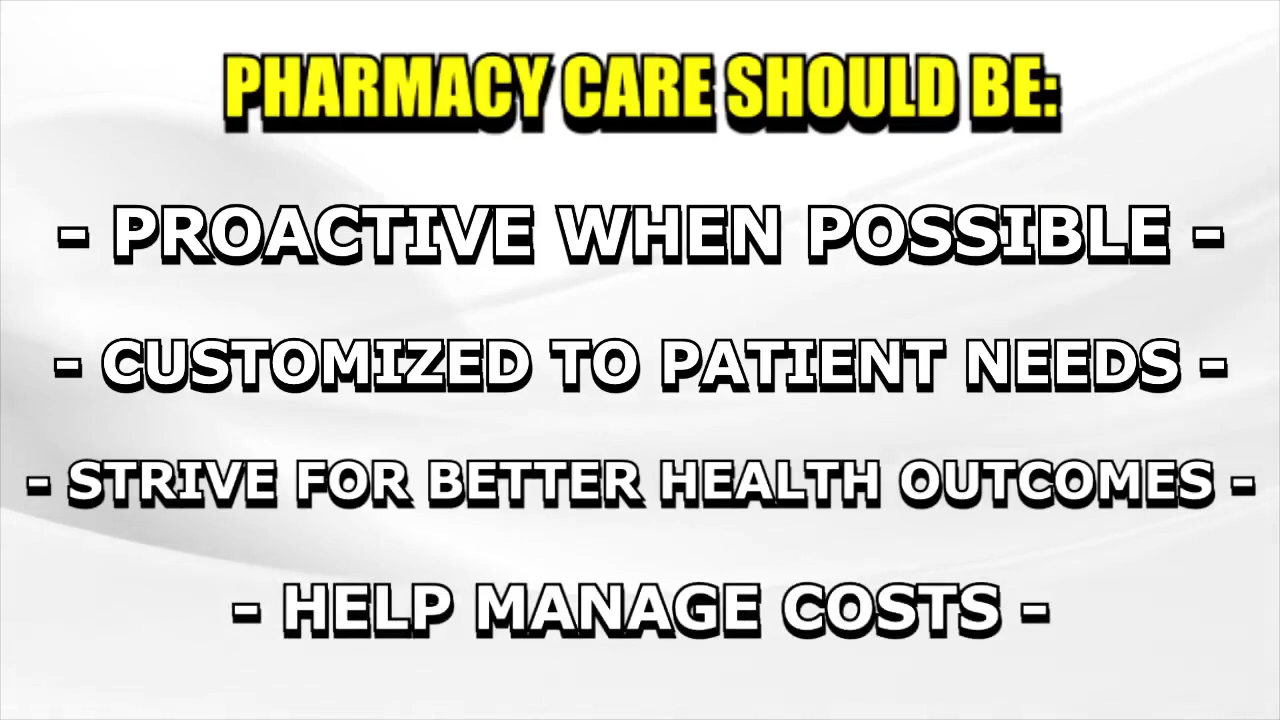 PHARMACY CARE SHOULD BE:
- PROACTIVE WHEN POSSIBLE -
- CUSTOMIZED TO PATIENT NEEDS -
- STRIVE FOR BETTER HEALTH OUTCOMES -
- HELP MANAGE COSTS -